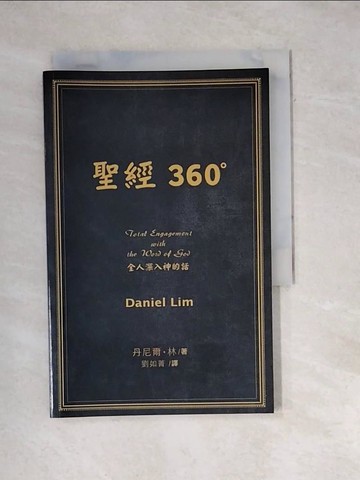 聖經 360°
Total Engagement
with
the Word of God
全人深入神的話
Daniel Lim
丹尼爾·林/著
劉如菁 /譯